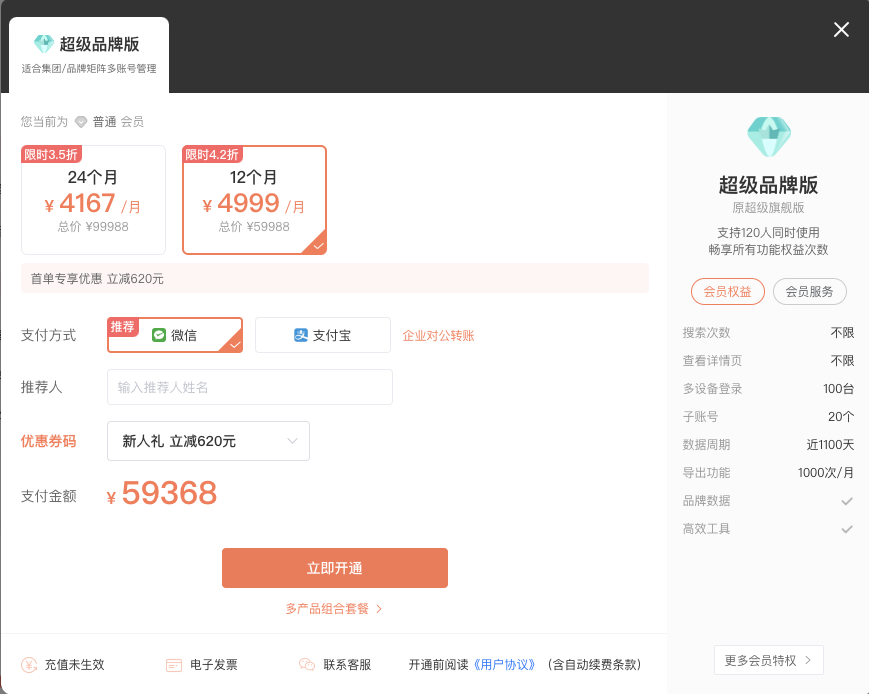 超级品牌版
适合集团/品牌矩阵多账号管理
您当前为 普通 会员
限时3.5折
24个月
¥ 4167 /月
总价 ¥99988
限时4.2折
12个月
¥ 4999 /月
总价 ¥59988
首单专享优惠 立减620元
支付方式
推荐
微信
支付宝
企业对公转账
推荐人
输入推荐人姓名
优惠券码
新人礼 立减620元
支付金额
¥ 59368
立即开通
多产品组合套餐 >
充值未生效
电子发票
联系客服
开通前阅读《用户协议》（含自动续费条款）
超级品牌版
原超级旗舰版
支持120人同时使用
畅享所有功能权益次数
会员权益
会员服务
搜索次数 不限
查看详情页 不限
多设备登录 100台
子账号 20个
数据周期 近1100天
导出功能 1000次/月
品牌数据
高效工具
更多会员特权 >